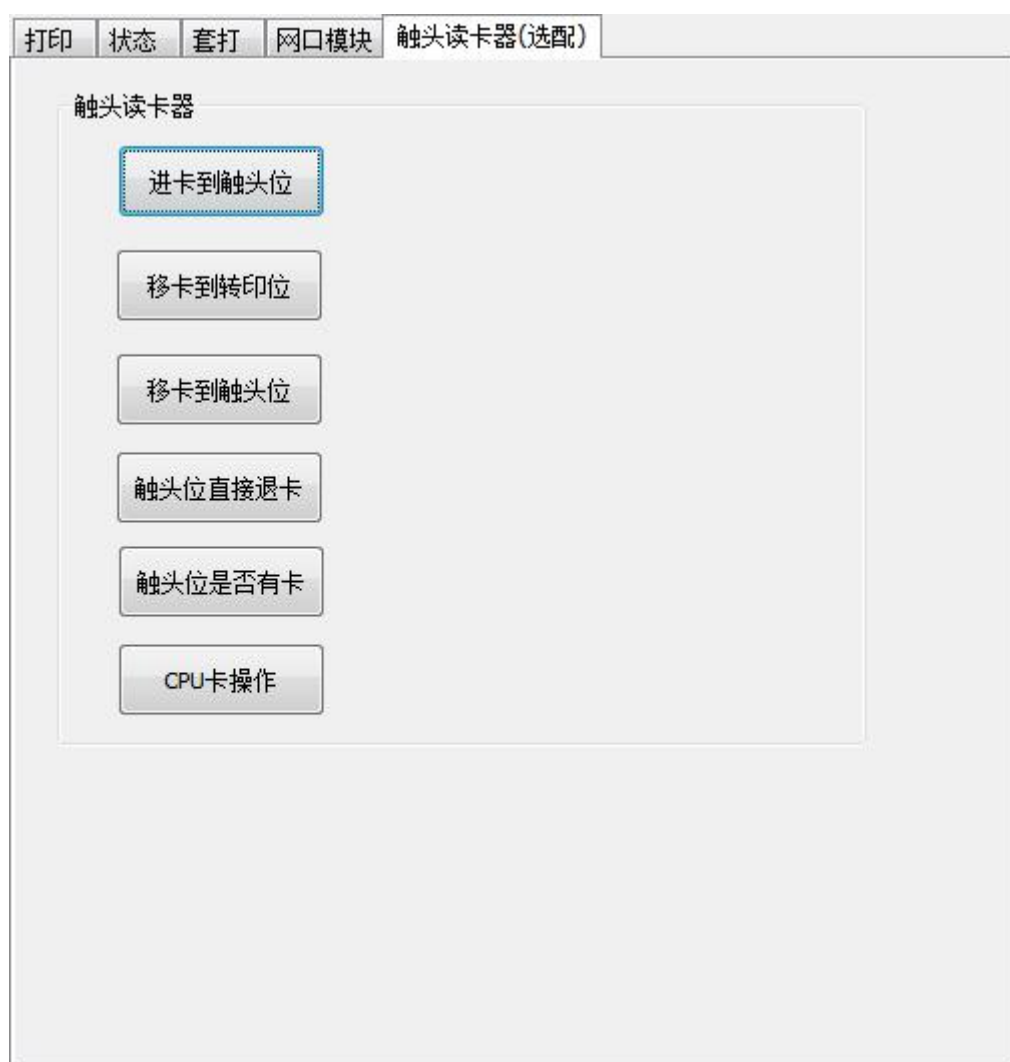 打印 状态 套打 网口模块 触头读卡器(选配)
触头读卡器
进卡到触头位
移卡到转印位
移卡到触头位
触头位直接退卡
触头位是否有卡
CPU卡操作